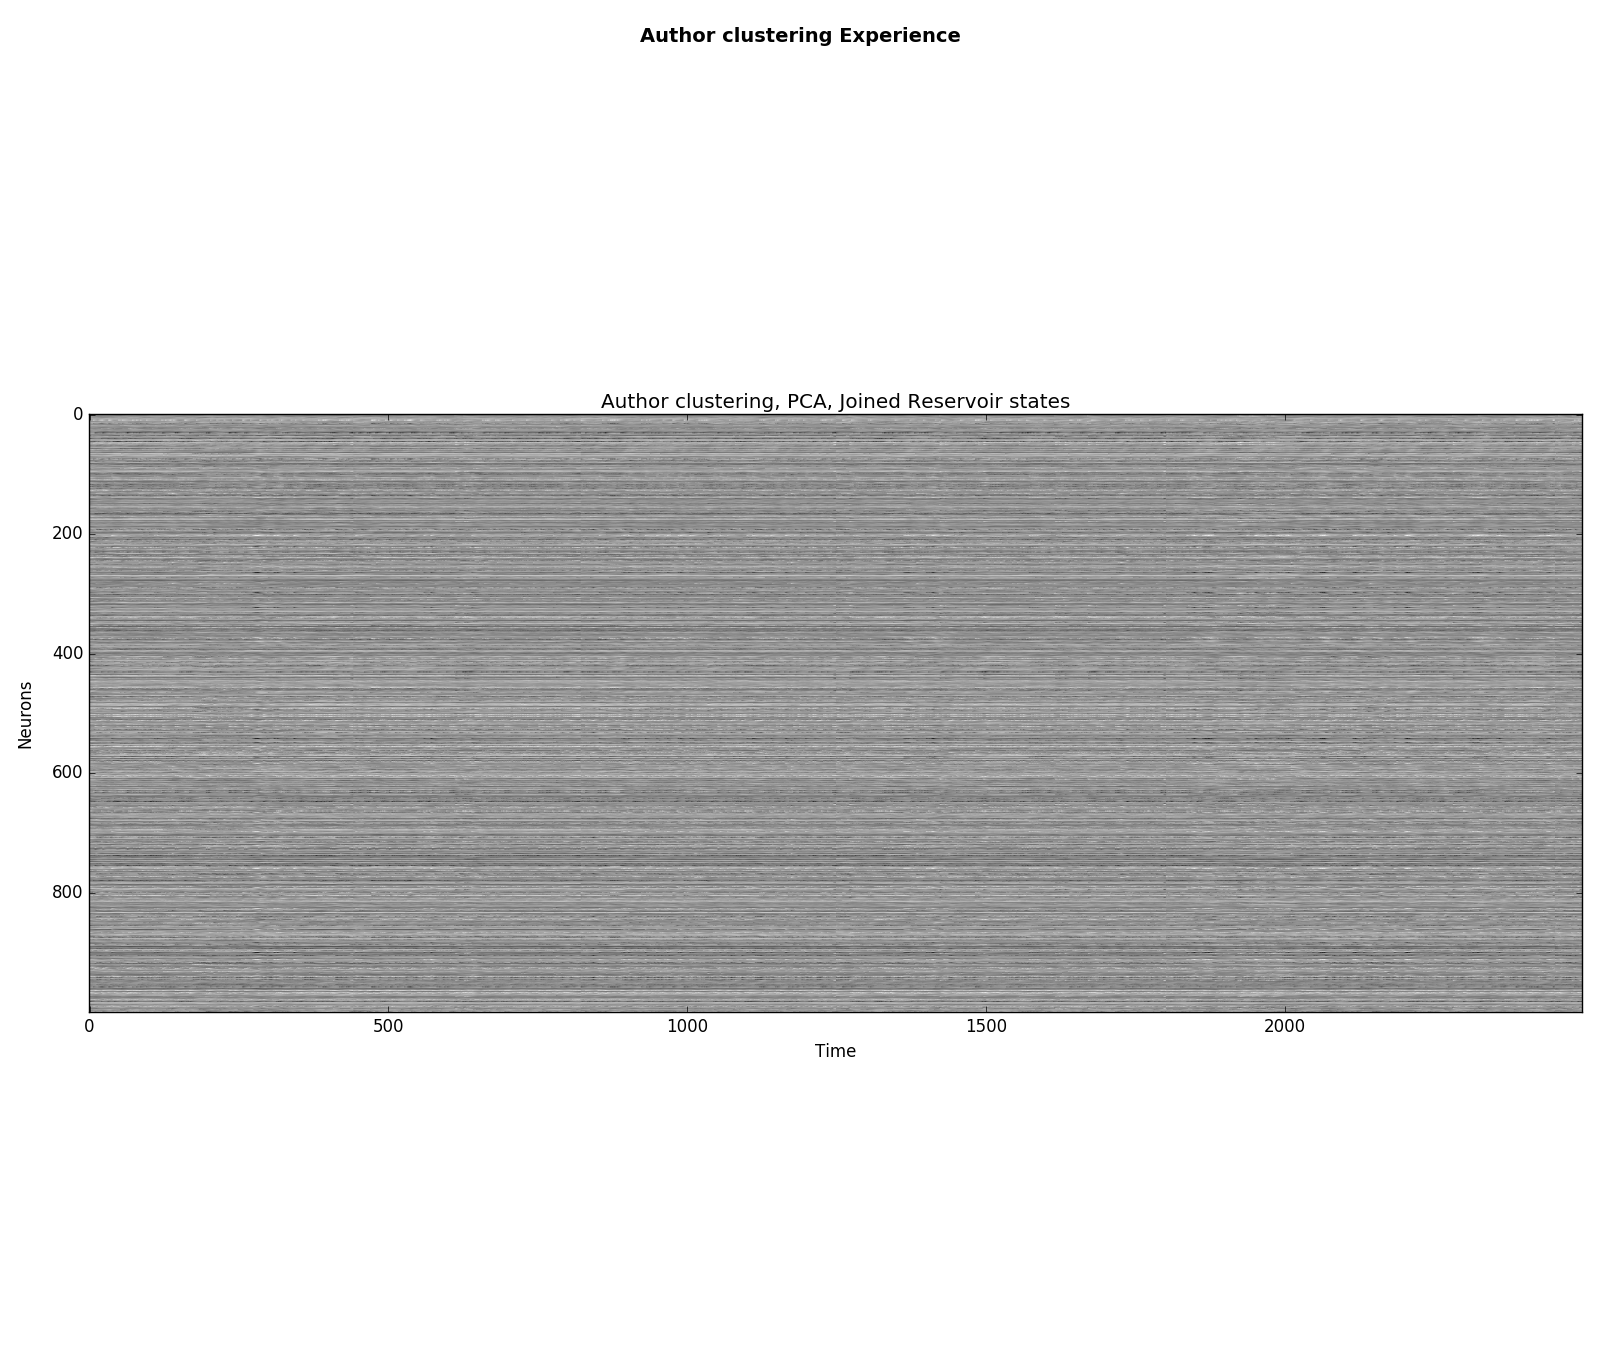 Author clustering Experience
Author clustering, PCA, Joined Reservoir states
0
200
400
600
800
Neurons
0 500 1000 1500 2000
Time